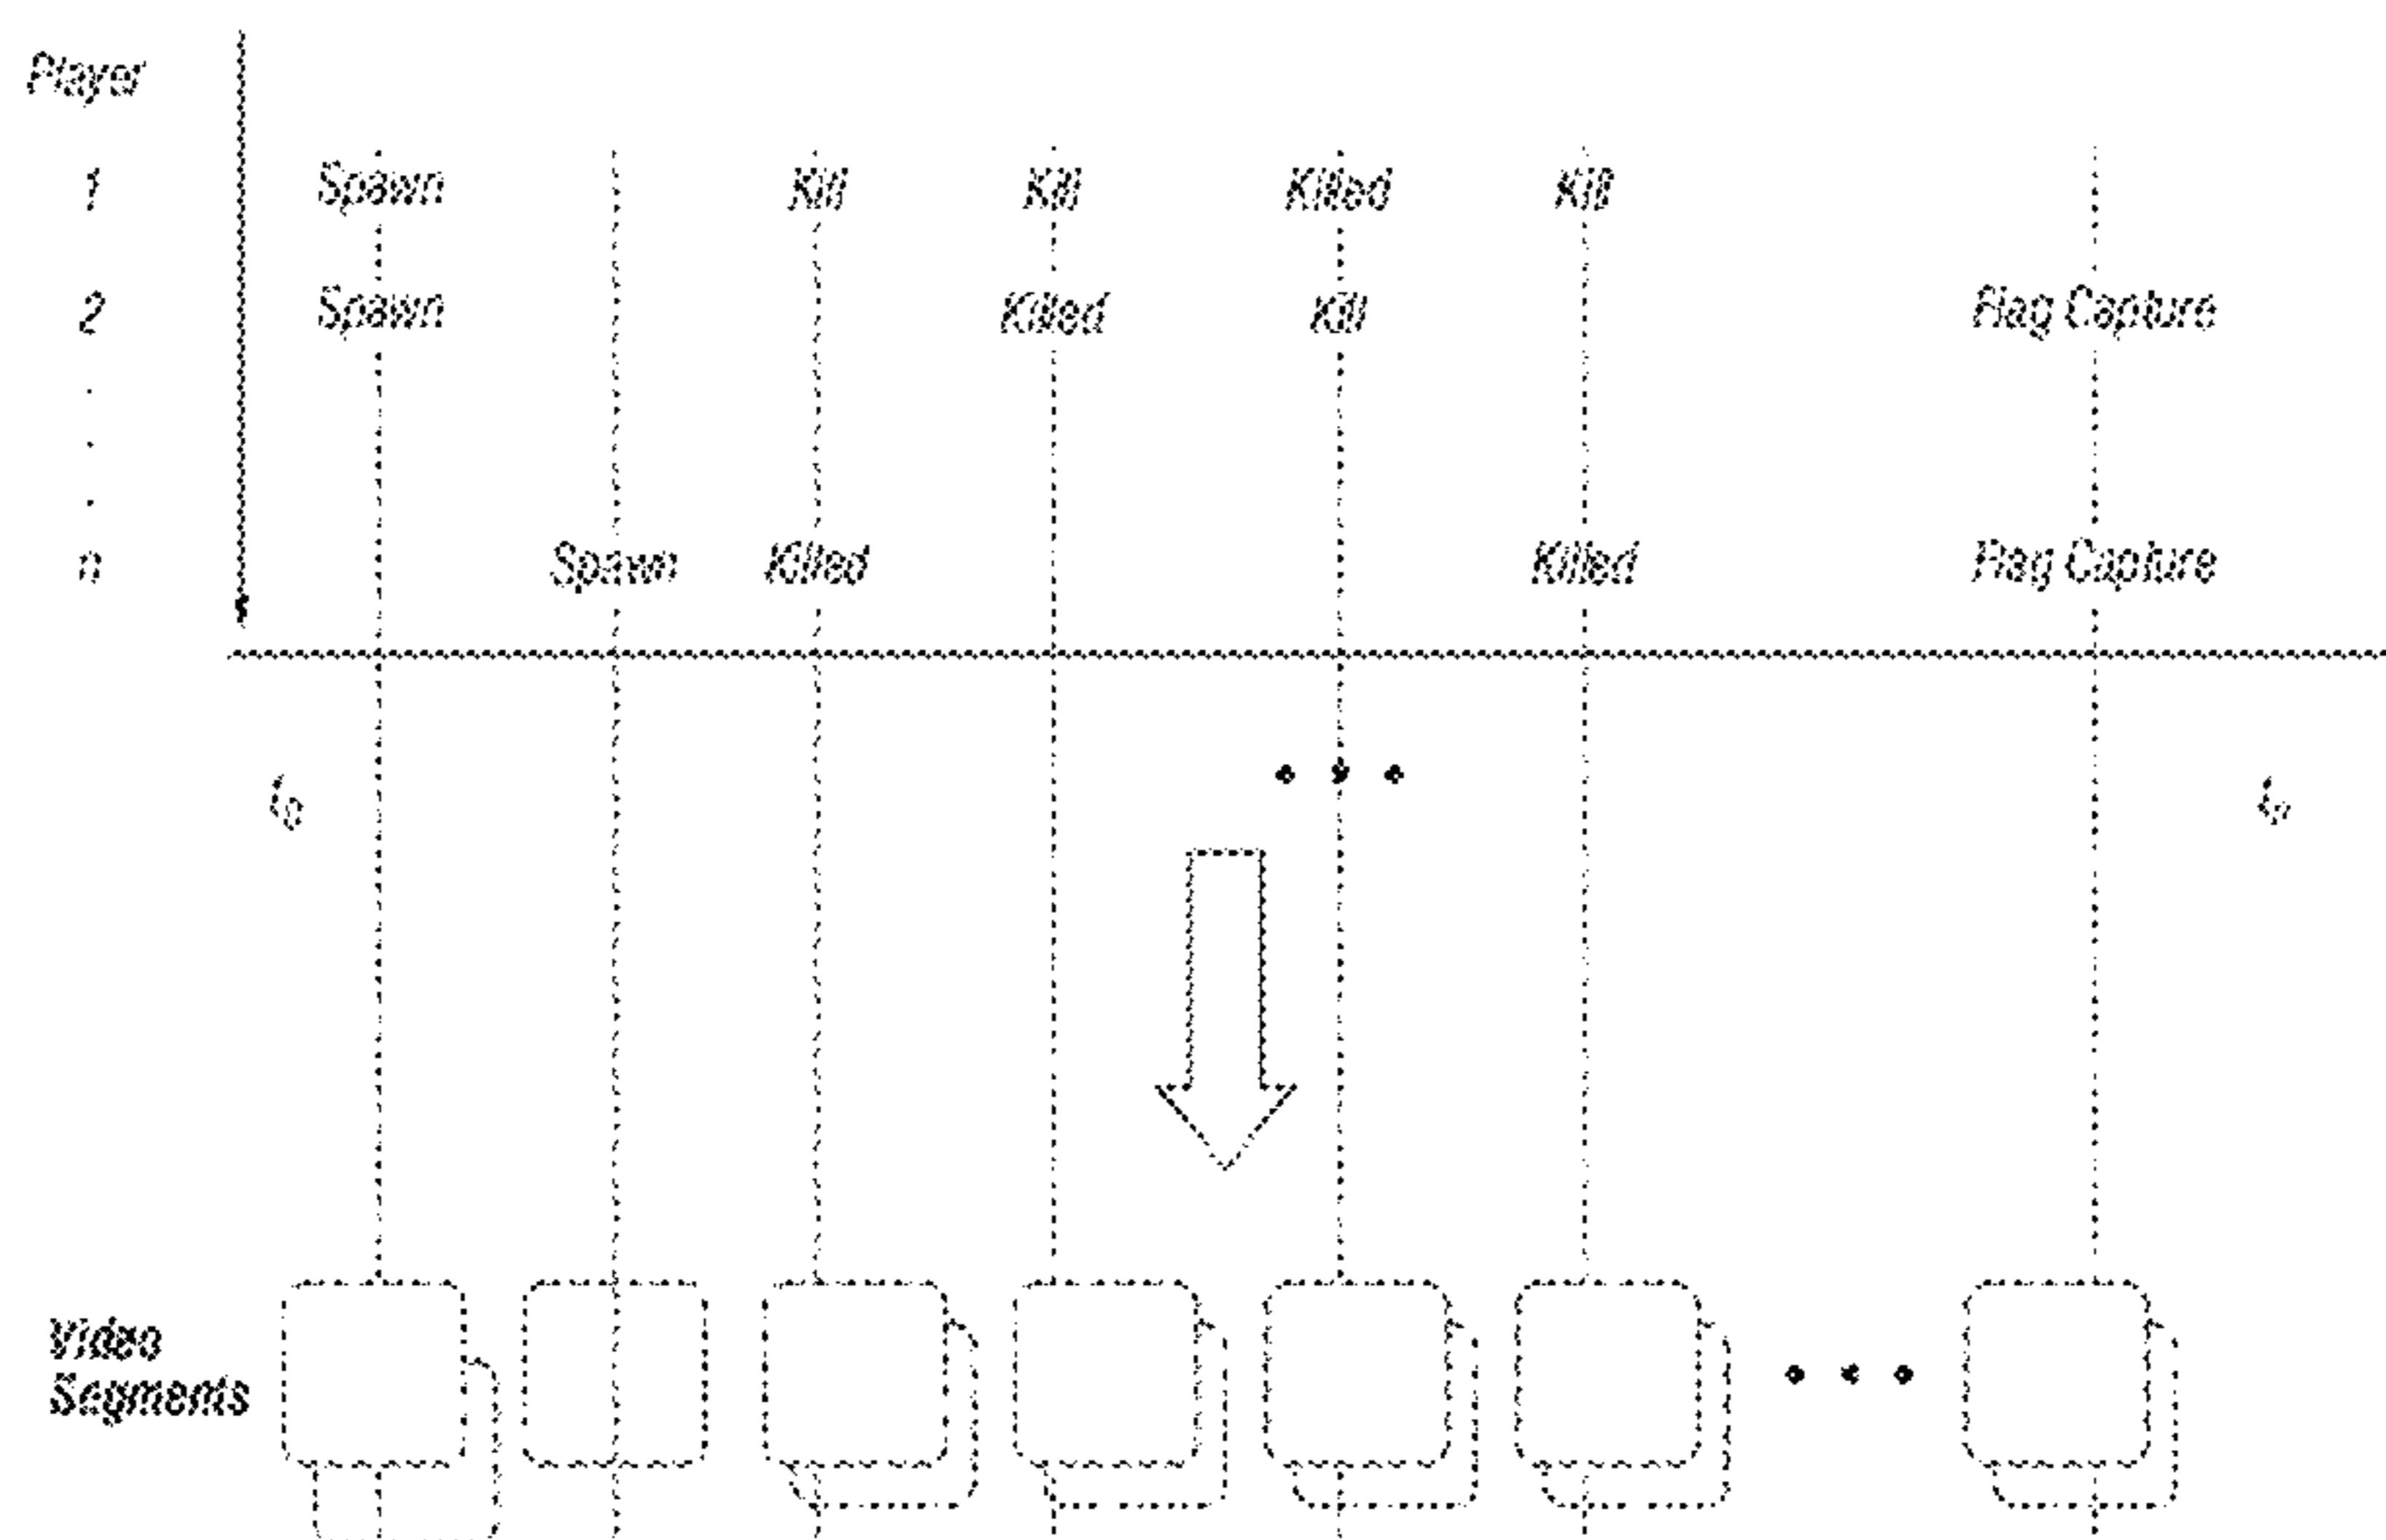 Player
1 Spawn Kill Kill Killed Kill
2 Spawn Killed Kill Flag Capture
n Spawn Killed Killed Flag Capture
t0 tn
Video
Segments